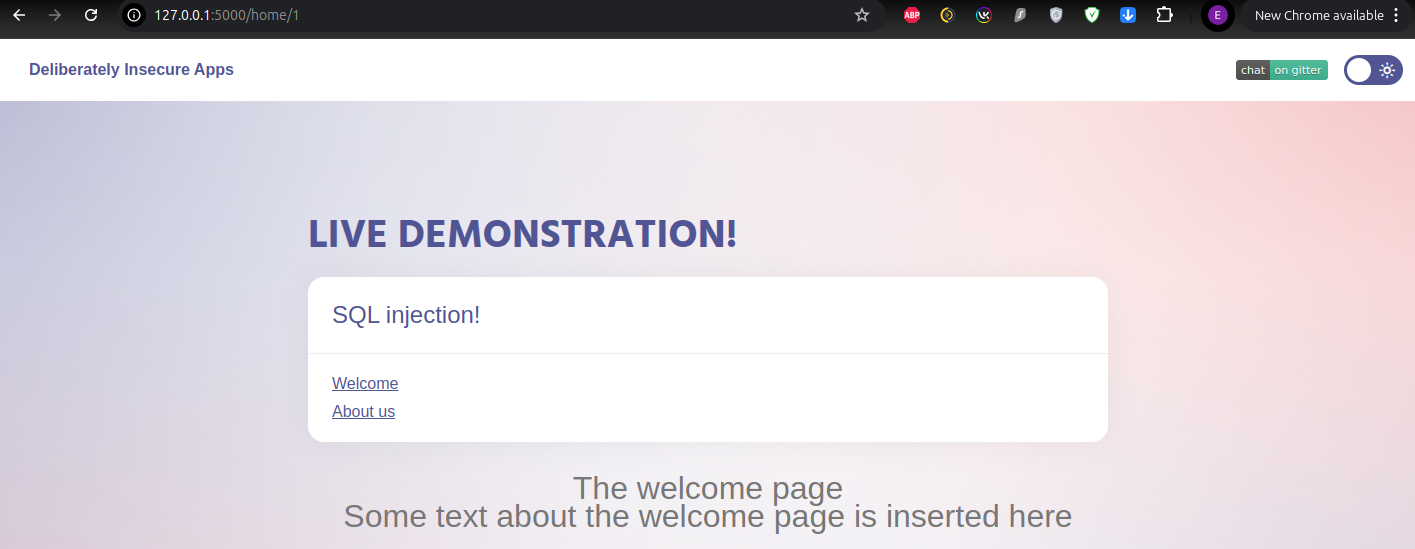 127.0.0.1:5000/home/1
ABP
VK
E
New Chrome available
Deliberately Insecure Apps
chat on gitter
LIVE DEMONSTRATION!
SQL injection!
Welcome
About us
The welcome page
Some text about the welcome page is inserted here